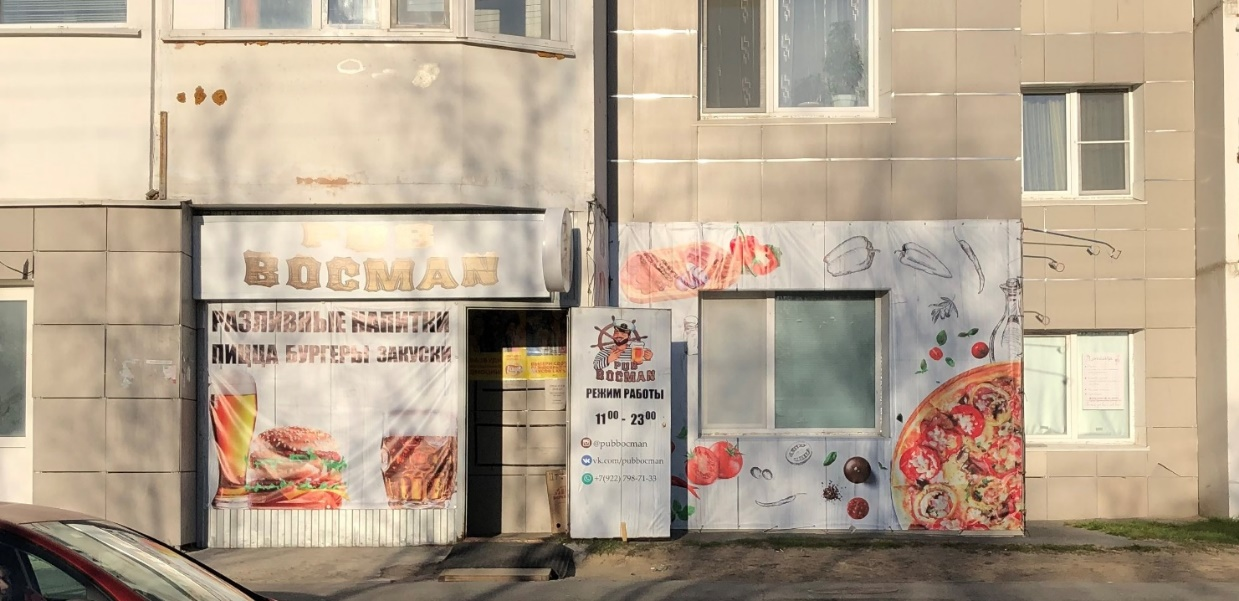 PUB
BOCMAN
РАЗЛИВНЫЕ НАПИТКИ
ПИЦЦА БУРГЕРЫ ЗАКУСКИ
PUB
BOCMAN
РЕЖИМ РАБОТЫ
11⁰⁰ - 23⁰⁰
@pubbocman
vk.com/pubbocman
+7(922) 798-71-33